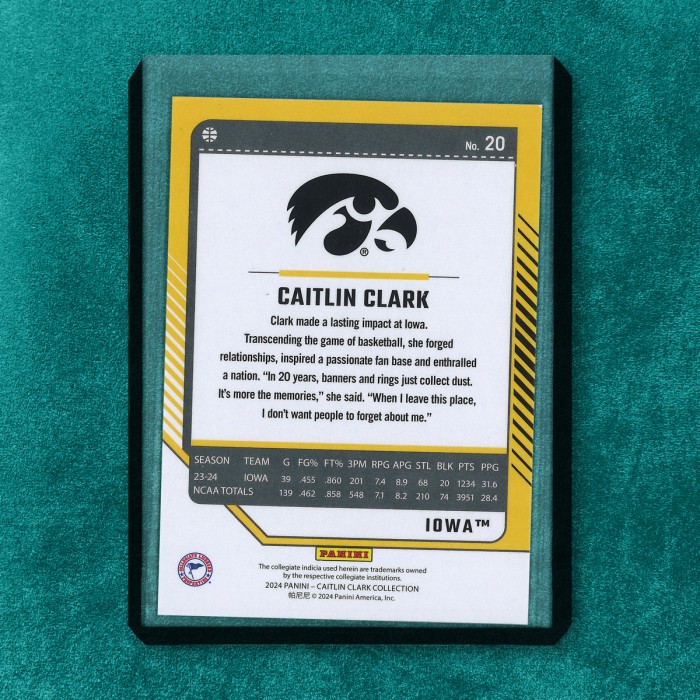 No. 20
®
CAITLIN CLARK
Clark made a lasting impact at Iowa.
Transcending the game of basketball, she forged
relationships, inspired a passionate fan base and enthralled
a nation. “In 20 years, banners and rings just collect dust.
It’s more the memories,” she said. “When I leave this place,
I don’t want people to forget about me.”
SEASON TEAM G FG% FT% 3PM RPG APG STL BLK PTS PPG
23-24 IOWA 39 .455 .860 201 7.4 8.9 68 20 1234 31.6
NCAA TOTALS 139 .462 .858 548 7.1 8.2 210 74 3951 28.4
IOWA™
PANINI
The collegiate indicia used herein are trademarks owned
by the respective collegiate institutions.
2024 PANINI – CAITLIN CLARK COLLECTION
帕尼尼 © 2024 Panini America, Inc.